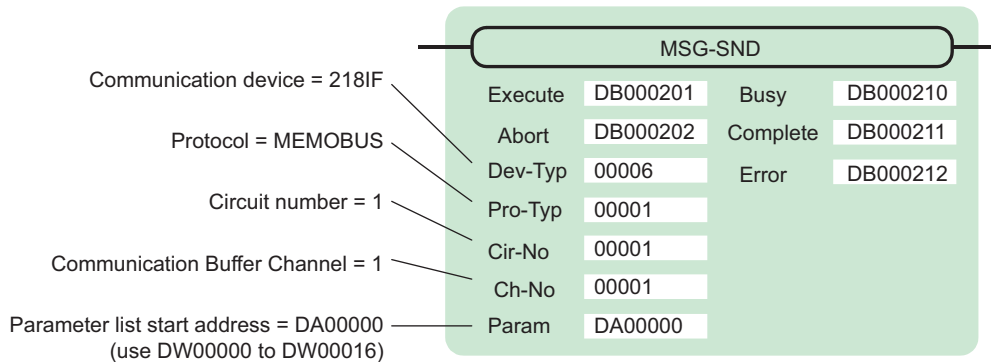 MSG-SND
Communication device = 218IF
Execute DB000201 Busy DB000210
Protocol = MEMOBUS
Abort DB000202 Complete DB000211
Dev-Typ 00006 Error DB000212
Circuit number = 1
Pro-Typ 00001
Cir-No 00001
Communication Buffer Channel = 1
Ch-No 00001
Parameter list start address = DA00000
(use DW00000 to DW00016)
Param DA00000